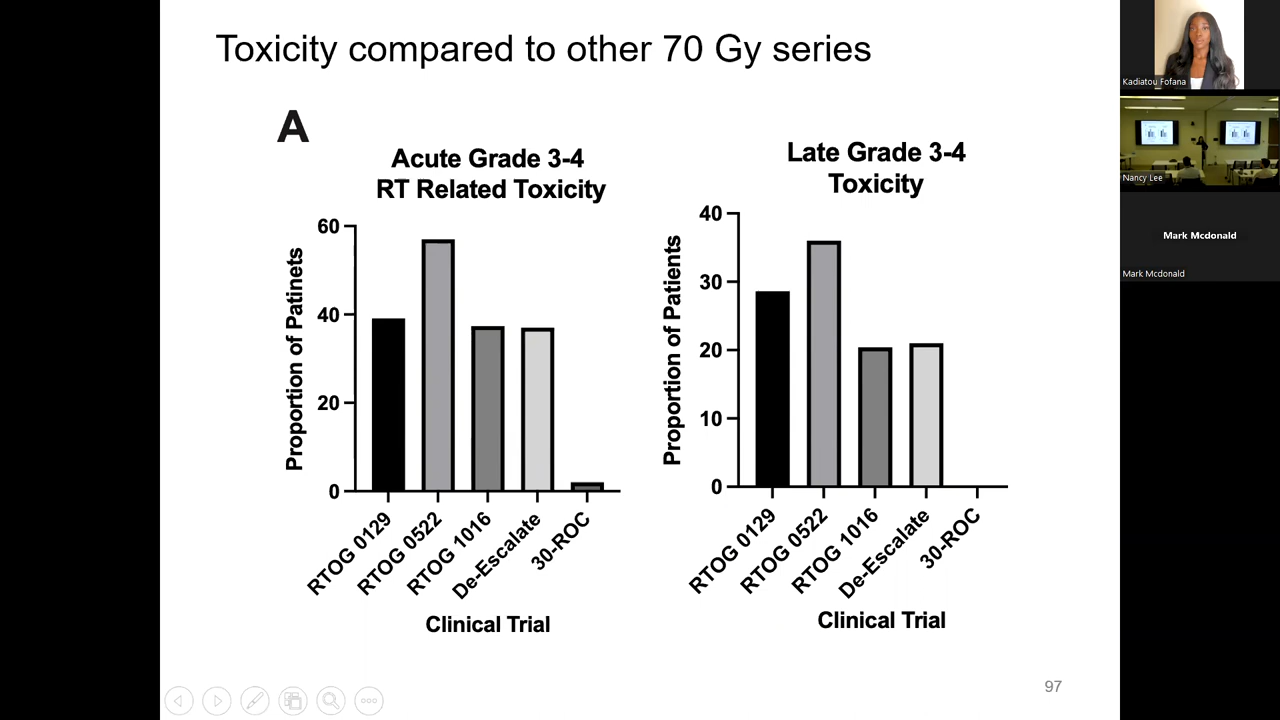 Toxicity compared to other 70 Gy series
A
Acute Grade 3-4
RT Related Toxicity
Proportion of Patinets
60
40
20
0
RTOG 0129
RTOG 0522
RTOG 1016
De-Escalate
30-ROC
Clinical Trial
Late Grade 3-4
Toxicity
Proportion of Patients
40
30
20
10
0
RTOG 0129
RTOG 0522
RTOG 1016
De-Escalate
30-ROC
Clinical Trial
97
Kadiatou Fofana
Nancy Lee
Mark Mcdonald
Mark Mcdonald